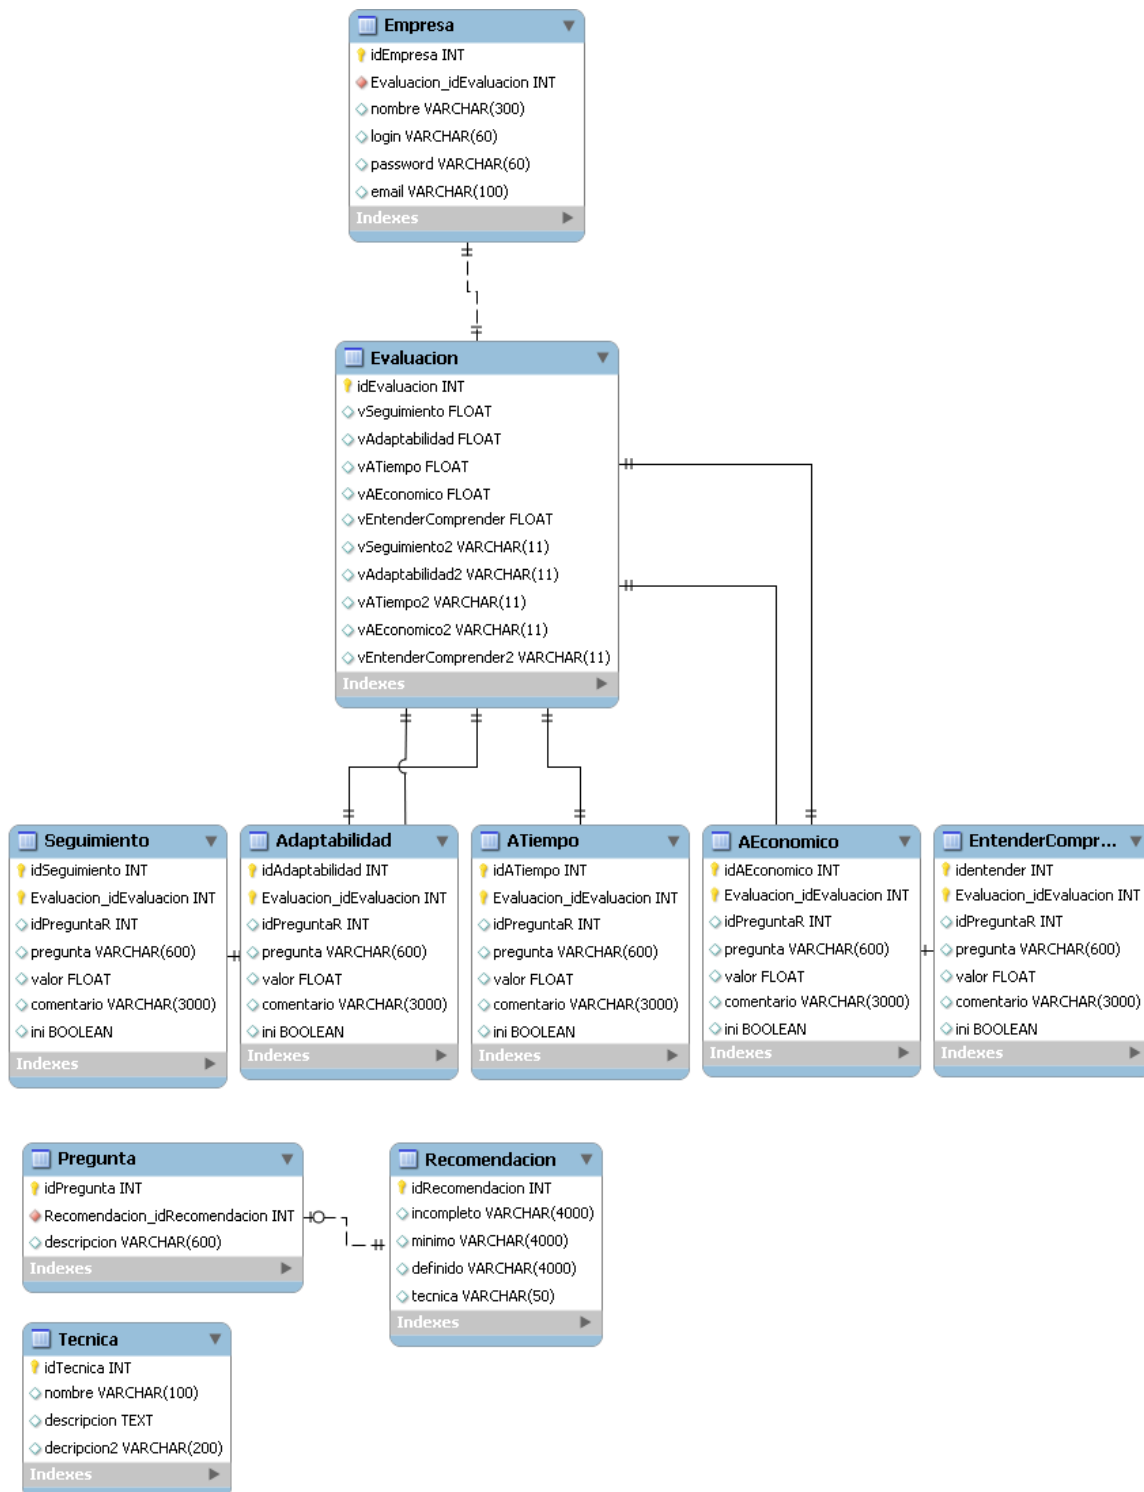 Empresa
idEmpresa INT
Evaluacion_idEvaluacion INT
nombre VARCHAR(300)
login VARCHAR(60)
password VARCHAR(60)
email VARCHAR(100)
Indexes
Evaluacion
idEvaluacion INT
vSeguimiento FLOAT
vAdaptabilidad FLOAT
vATiempo FLOAT
vAEconomico FLOAT
vEntenderComprender FLOAT
vSeguimiento2 VARCHAR(11)
vAdaptabilidad2 VARCHAR(11)
vATiempo2 VARCHAR(11)
vAEconomico2 VARCHAR(11)
vEntenderComprender2 VARCHAR(11)
Indexes
Seguimiento
idSeguimiento INT
Evaluacion_idEvaluacion INT
idPreguntaR INT
pregunta VARCHAR(600)
valor FLOAT
comentario VARCHAR(3000)
ini BOOLEAN
Indexes
Adaptabilidad
idAdaptabilidad INT
Evaluacion_idEvaluacion INT
idPreguntaR INT
pregunta VARCHAR(600)
valor FLOAT
comentario VARCHAR(3000)
ini BOOLEAN
Indexes
ATiempo
idATiempo INT
Evaluacion_idEvaluacion INT
idPreguntaR INT
pregunta VARCHAR(600)
valor FLOAT
comentario VARCHAR(3000)
ini BOOLEAN
Indexes
AEconomico
idAEconomico INT
Evaluacion_idEvaluacion INT
idPreguntaR INT
pregunta VARCHAR(600)
valor FLOAT
comentario VARCHAR(3000)
ini BOOLEAN
Indexes
EntenderCompr...
identender INT
Evaluacion_idEvaluacion INT
idPreguntaR INT
pregunta VARCHAR(600)
valor FLOAT
comentario VARCHAR(3000)
ini BOOLEAN
Indexes
Pregunta
idPregunta INT
Recomendacion_idRecomendacion INT
descripcion VARCHAR(600)
Indexes
Recomendacion
idRecomendacion INT
incompleto VARCHAR(4000)
minimo VARCHAR(4000)
definido VARCHAR(4000)
tecnica VARCHAR(50)
Indexes
Tecnica
idTecnica INT
nombre VARCHAR(100)
descripcion TEXT
decripcion2 VARCHAR(200)
Indexes